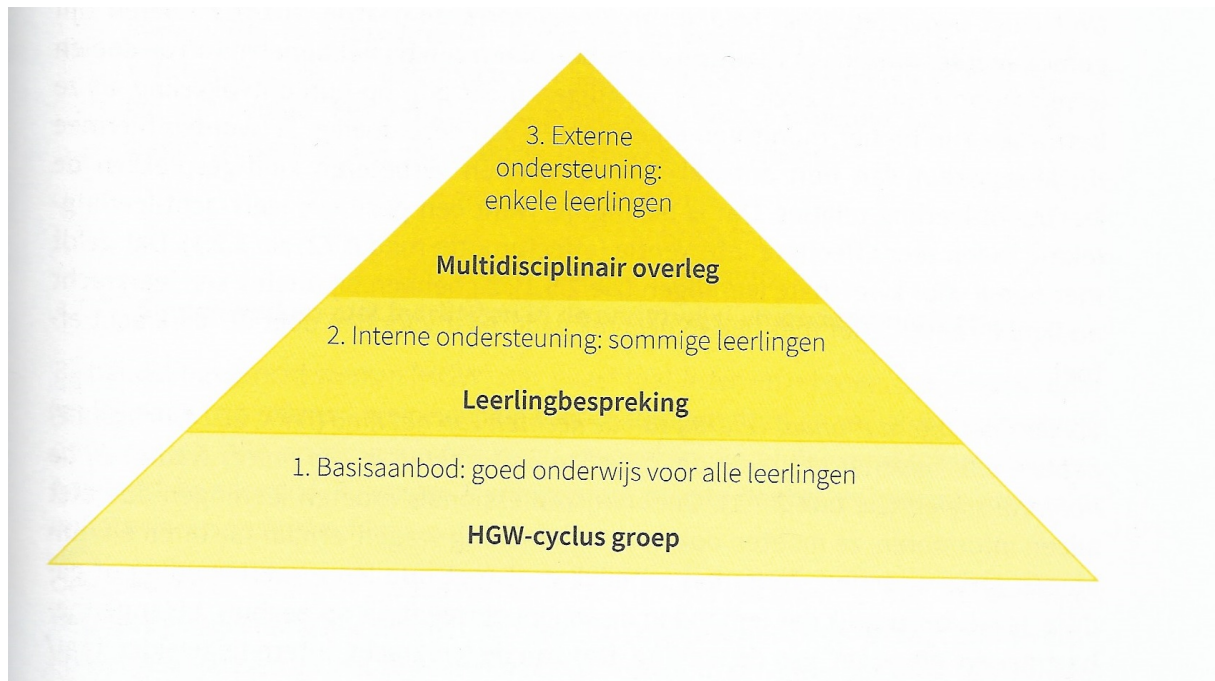 3. Externe
ondersteuning:
enkele leerlingen
Multidisciplinair overleg
2. Interne ondersteuning: sommige leerlingen
Leerlingbespreking
1. Basisaanbod: goed onderwijs voor alle leerlingen
HGW-cyclus groep